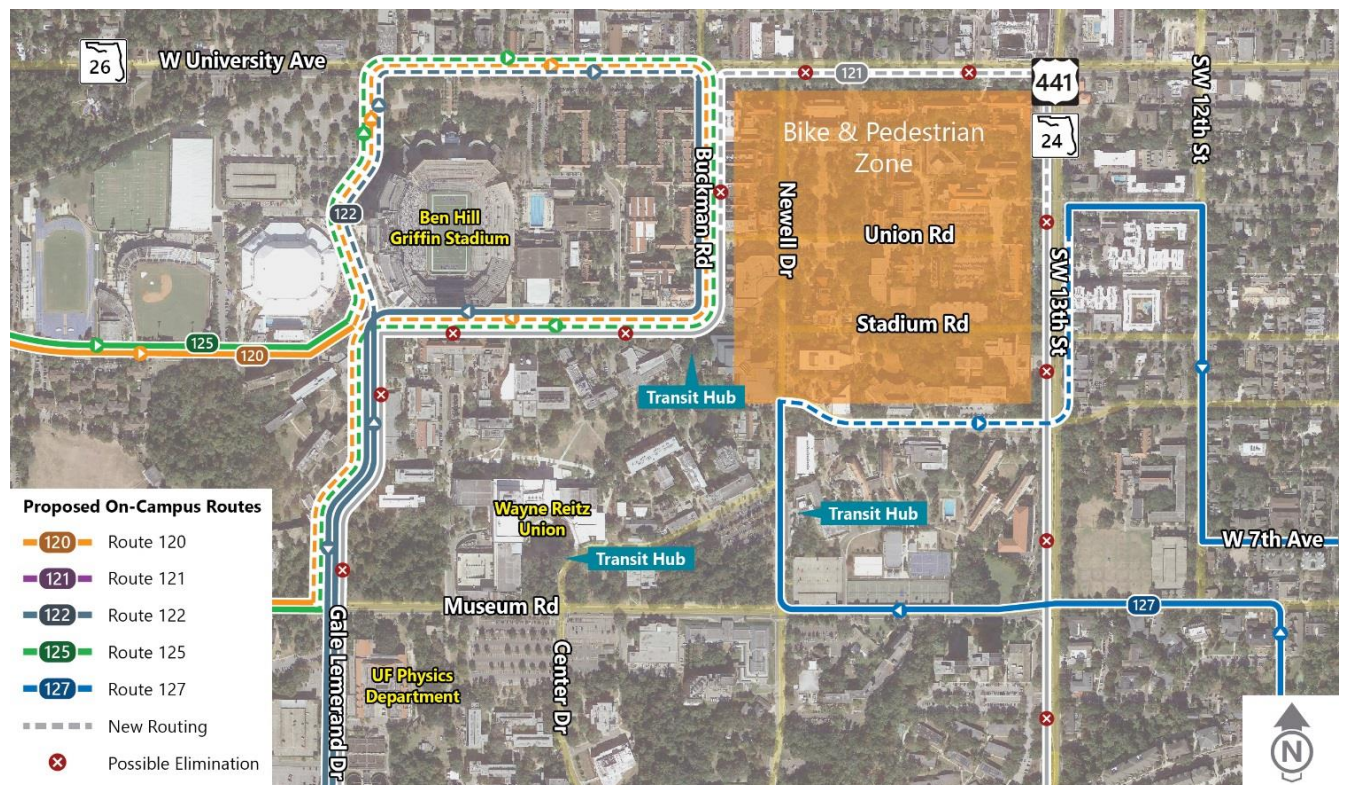 26
W University Ave
121
441
24
SW 12th St
Bike & Pedestrian
Zone
Buckman Rd
Newell Dr
122
Ben Hill
Griffin Stadium
Union Rd
SW 13th St
Stadium Rd
125
120
Transit Hub
Wayne Reitz
Union
Transit Hub
W 7th Ave
Transit Hub
Museum Rd
127
Gale Lemerand Dr
Center Dr
UF Physics
Department
Proposed On-Campus Routes
120 Route 120
121 Route 121
122 Route 122
125 Route 125
127 Route 127
New Routing
Possible Elimination
N